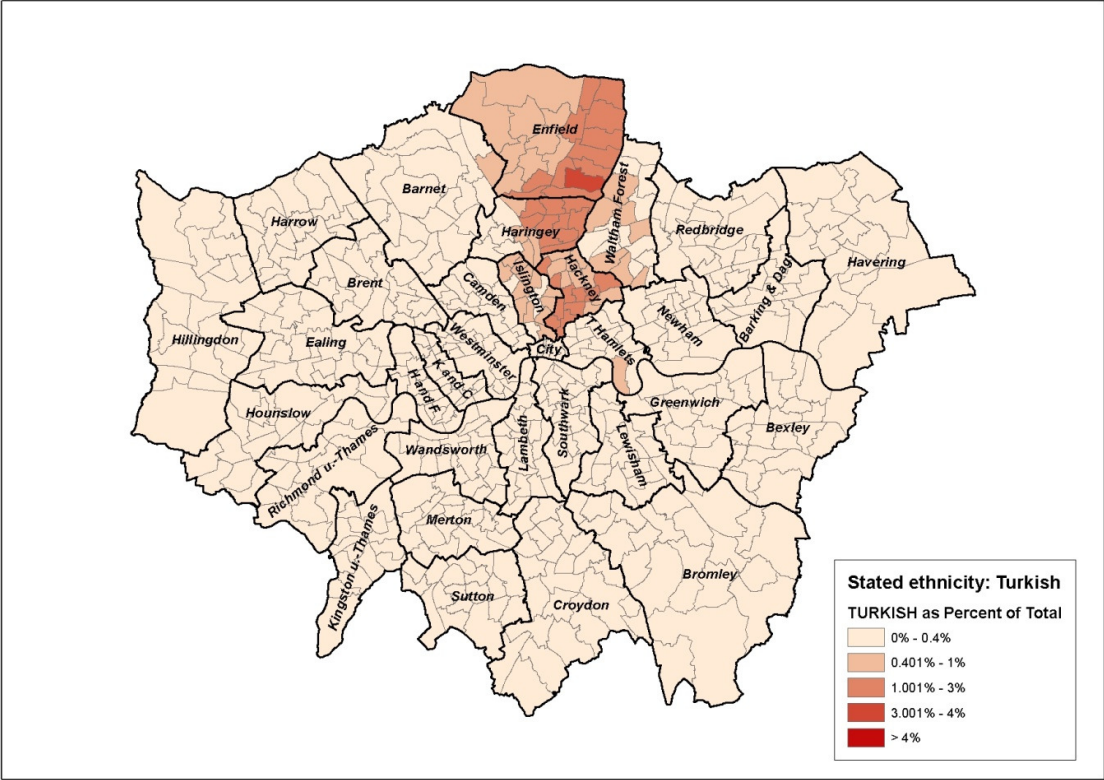 Enfield
Barnet
Waltham Forest
Harrow
Haringey
Redbridge
Hackney
Havering
Brent
Camden
Islington
Barking & Dag'
Hillingdon
Ealing
Westminster
City
T Hamlets
Newham
K and C
H and F
Hounslow
Greenwich
Bexley
Richmond u.-Thames
Wandsworth
Lambeth
Southwark
Lewisham
Merton
Kingston u.-Thames
Sutton
Croydon
Bromley
Stated ethnicity: Turkish
TURKISH as Percent of Total
0% - 0.4%
0.401% - 1%
1.001% - 3%
3.001% - 4%
> 4%